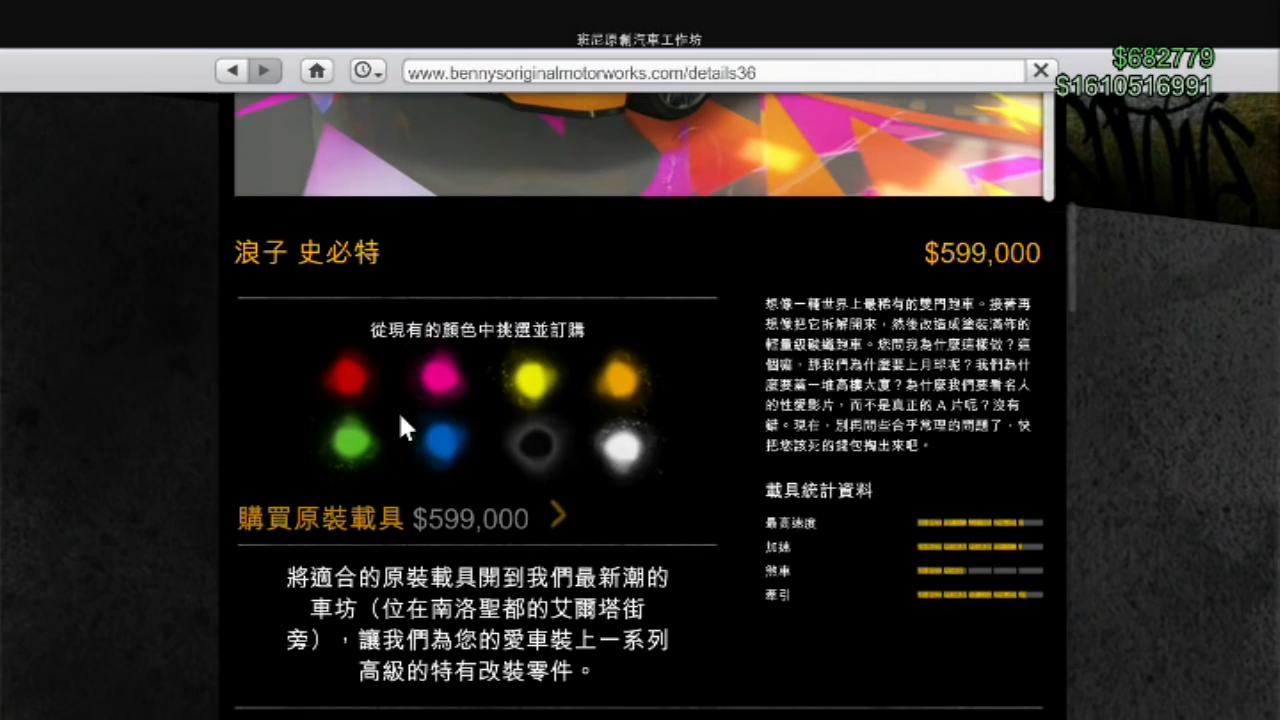 班尼原創汽車工作坊
www.bennysoriginalmotorworks.com/details36
$682779
$1610516991
浪子 史必特
$599,000
從現有的顏色中挑選並訂購
購買原裝載具 $599,000
將適合的原裝載具開到我們最新潮的
車坊（位在南洛聖都的艾爾塔街
旁），讓我們為您的愛車裝上一系列
高級的特有改裝零件。
想像一輛世界上最稀有的雙門跑車。接著再
想像把它拆解開來，然後改造成塗裝滿佈的
輕量級碳纖跑車。您問我為什麼這樣做？這
個嘛，那我們為什麼要上月球呢？我們為什
麼要蓋一堆高樓大廈？為什麼我們要看名人
的性愛影片，而不是真正的 A 片呢？沒有
錯。現在，別再問些合乎常理的問題了，快
把您該死的錢包掏出來吧。
載具統計資料
最高速度
加速
煞車
牽引